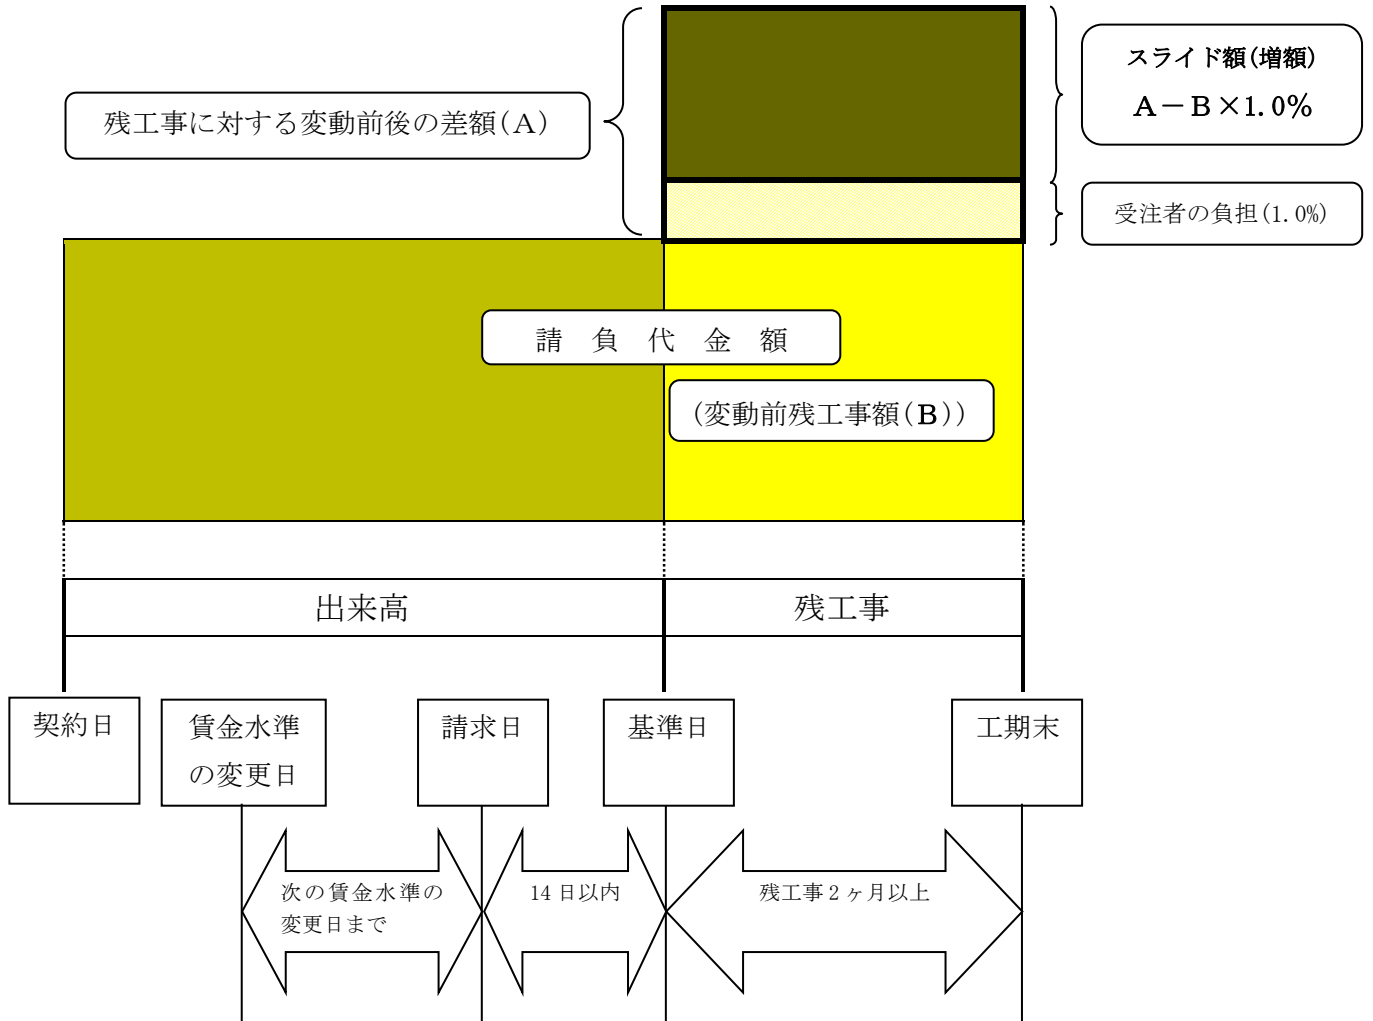 スライド額(増額)
A－B×1.0%
残工事に対する変動前後の差額(A)
受注者の負担(1.0%)
請負代金額
(変動前残工事額(B))
出来高
残工事
契約日
賃金水準
の変更日
請求日
基準日
工期末
次の賃金水準の
変更日まで
14日以内
残工事2ヶ月以上